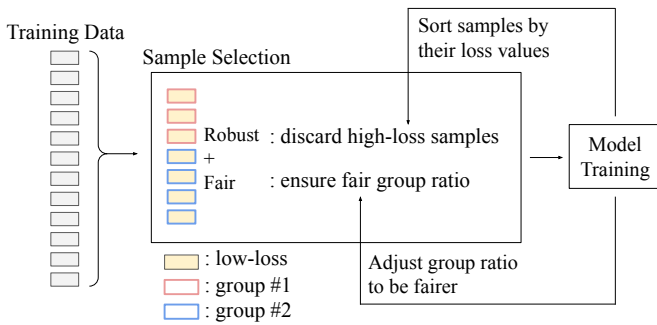 Training Data
Sample Selection
Sort samples by
their loss values
Robust : discard high-loss samples
+
Fair : ensure fair group ratio
Model
Training
Adjust group ratio
to be fairer
: low-loss
: group #1
: group #2